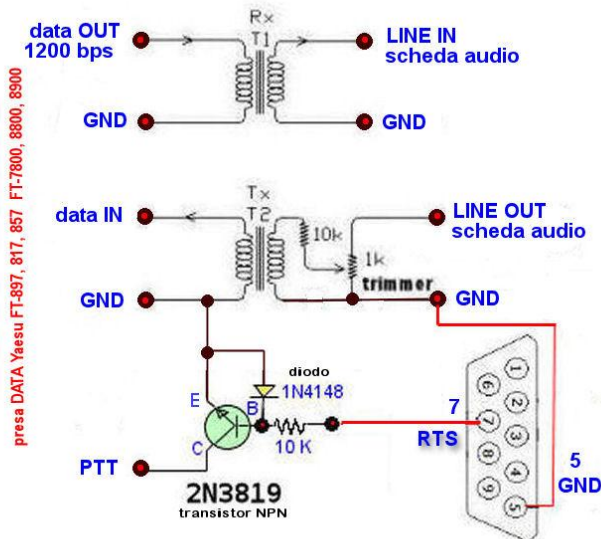 Rx
T1
data OUT
1200 bps
LINE IN
scheda audio
GND
GND
presa DATA Yaesu FT-897, 817, 857 FT-7800, 8800, 8900
Tx
T2
data IN
LINE OUT
scheda audio
10k
1k
trimmer
GND
GND
diodo
1N4148
E
B
C
10 K
7
RTS
5
GND
1
6
2
7
3
8
4
9
5
PTT
2N3819
transistor NPN